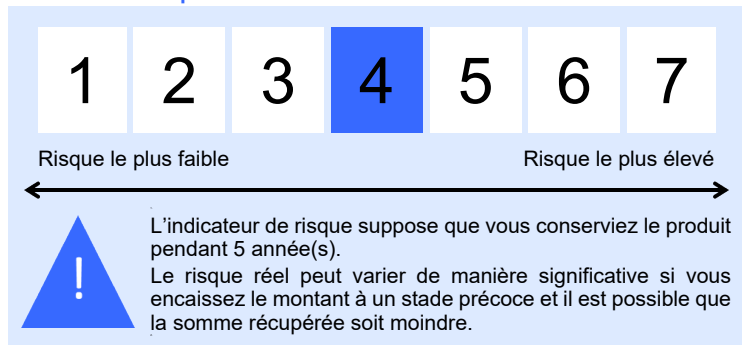 1 2 3 4 5 6 7
Risque le plus faible Risque le plus élevé
! L'indicateur de risque suppose que vous conserviez le produit
pendant 5 année(s).
Le risque réel peut varier de manière significative si vous
encaissez le montant à un stade précoce et il est possible que
la somme récupérée soit moindre.